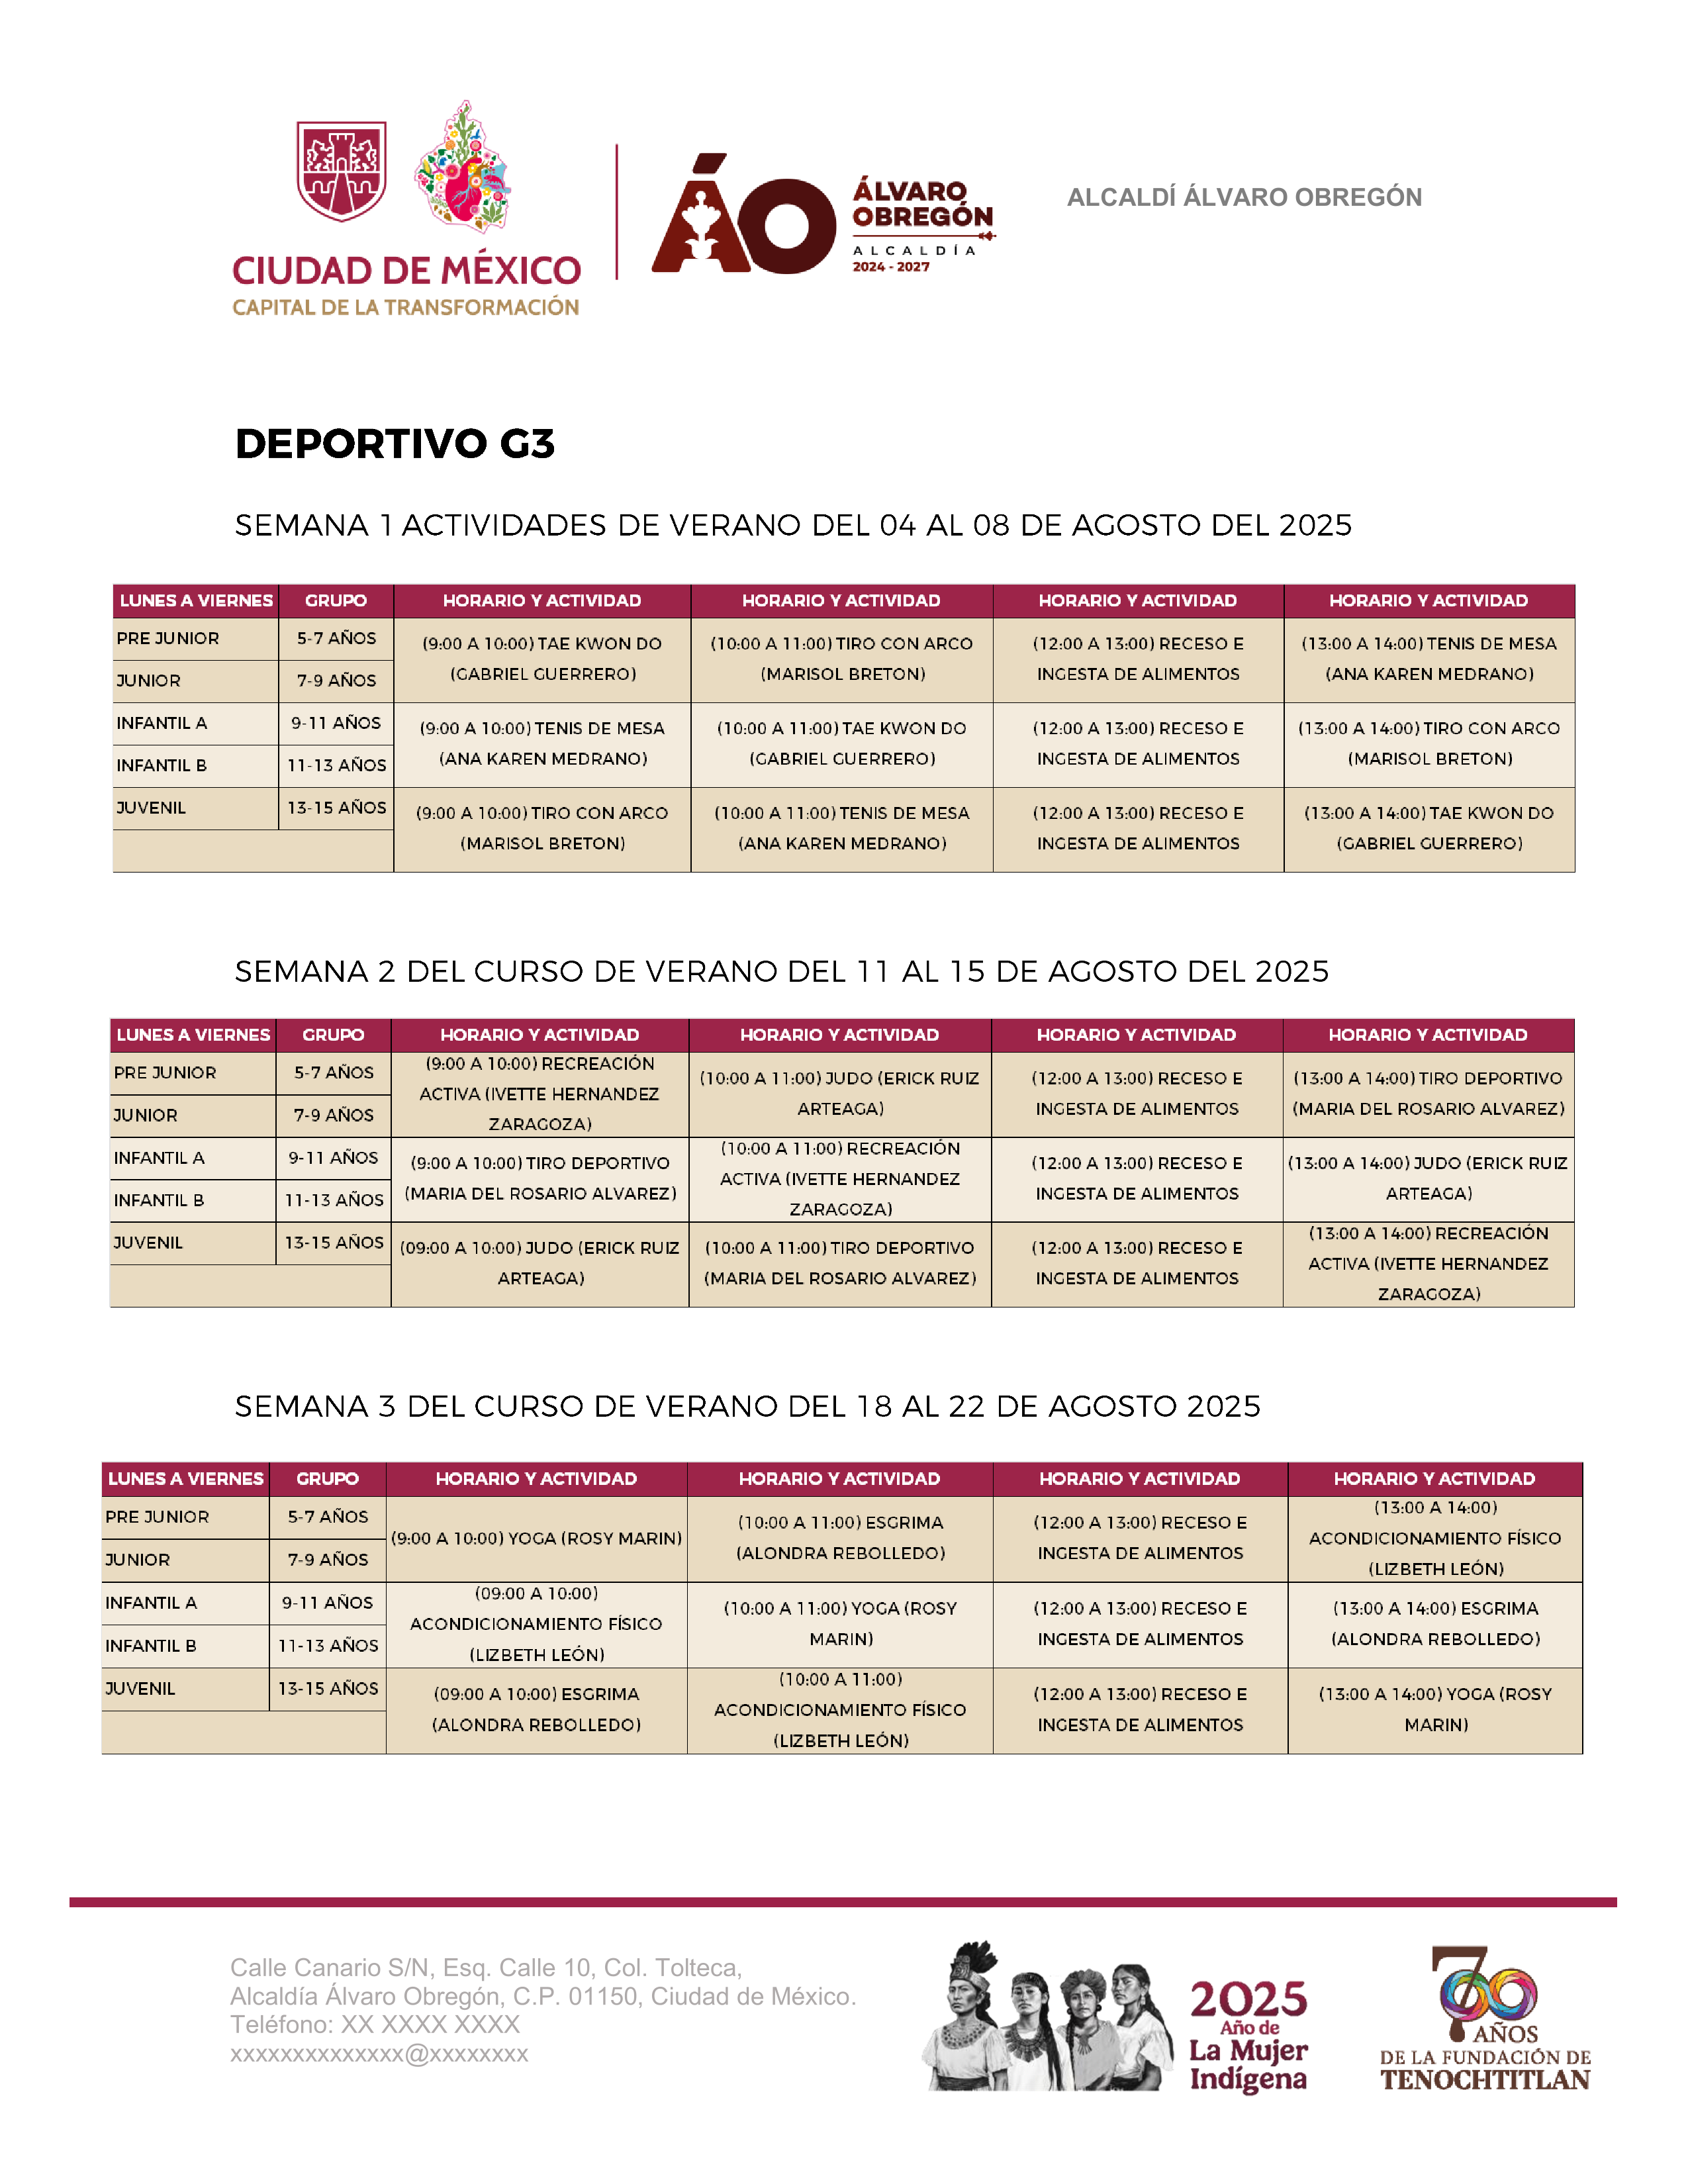 CIUDAD DE MÉXICO
CAPITAL DE LA TRANSFORMACIÓN
ÁO
ÁLVARO
OBREGÓN
ALCALDÍA
2024 - 2027
ALCALDÍ ÁLVARO OBREGÓN
DEPORTIVO G3
SEMANA 1 ACTIVIDADES DE VERANO DEL 04 AL 08 DE AGOSTO DEL 2025
LUNES A VIERNES GRUPO HORARIO Y ACTIVIDAD HORARIO Y ACTIVIDAD HORARIO Y ACTIVIDAD HORARIO Y ACTIVIDAD
PRE JUNIOR 5-7 AÑOS
JUNIOR 7-9 AÑOS
(9:00 A 10:00) TAE KWON DO
(GABRIEL GUERRERO)
(10:00 A 11:00) TIRO CON ARCO
(MARISOL BRETON)
(12:00 A 13:00) RECESO E
INGESTA DE ALIMENTOS
(13:00 A 14:00) TENIS DE MESA
(ANA KAREN MEDRANO)
INFANTIL A 9-11 AÑOS
INFANTIL B 11-13 AÑOS
(9:00 A 10:00) TENIS DE MESA
(ANA KAREN MEDRANO)
(10:00 A 11:00) TAE KWON DO
(GABRIEL GUERRERO)
(12:00 A 13:00) RECESO E
INGESTA DE ALIMENTOS
(13:00 A 14:00) TIRO CON ARCO
(MARISOL BRETON)
JUVENIL 13-15 AÑOS
(9:00 A 10:00) TIRO CON ARCO
(MARISOL BRETON)
(10:00 A 11:00) TENIS DE MESA
(ANA KAREN MEDRANO)
(12:00 A 13:00) RECESO E
INGESTA DE ALIMENTOS
(13:00 A 14:00) TAE KWON DO
(GABRIEL GUERRERO)
SEMANA 2 DEL CURSO DE VERANO DEL 11 AL 15 DE AGOSTO DEL 2025
LUNES A VIERNES GRUPO HORARIO Y ACTIVIDAD HORARIO Y ACTIVIDAD HORARIO Y ACTIVIDAD HORARIO Y ACTIVIDAD
PRE JUNIOR 5-7 AÑOS
JUNIOR 7-9 AÑOS
(9:00 A 10:00) RECREACIÓN
ACTIVA (IVETTE HERNANDEZ
ZARAGOZA)
(10:00 A 11:00) JUDO (ERICK RUIZ
ARTEAGA)
(12:00 A 13:00) RECESO E
INGESTA DE ALIMENTOS
(13:00 A 14:00) TIRO DEPORTIVO
(MARIA DEL ROSARIO ALVAREZ)
INFANTIL A 9-11 AÑOS
INFANTIL B 11-13 AÑOS
(9:00 A 10:00) TIRO DEPORTIVO
(MARIA DEL ROSARIO ALVAREZ)
(10:00 A 11:00) RECREACIÓN
ACTIVA (IVETTE HERNANDEZ
ZARAGOZA)
(12:00 A 13:00) RECESO E
INGESTA DE ALIMENTOS
(13:00 A 14:00) JUDO (ERICK RUIZ
ARTEAGA)
JUVENIL 13-15 AÑOS
(09:00 A 10:00) JUDO (ERICK RUIZ
ARTEAGA)
(10:00 A 11:00) TIRO DEPORTIVO
(MARIA DEL ROSARIO ALVAREZ)
(12:00 A 13:00) RECESO E
INGESTA DE ALIMENTOS
(13:00 A 14:00) RECREACIÓN
ACTIVA (IVETTE HERNANDEZ
ZARAGOZA)
SEMANA 3 DEL CURSO DE VERANO DEL 18 AL 22 DE AGOSTO 2025
LUNES A VIERNES GRUPO HORARIO Y ACTIVIDAD HORARIO Y ACTIVIDAD HORARIO Y ACTIVIDAD HORARIO Y ACTIVIDAD
PRE JUNIOR 5-7 AÑOS
JUNIOR 7-9 AÑOS
(9:00 A 10:00) YOGA (ROSY MARIN)
(10:00 A 11:00) ESGRIMA
(ALONDRA REBOLLEDO)
(12:00 A 13:00) RECESO E
INGESTA DE ALIMENTOS
(13:00 A 14:00)
ACONDICIONAMIENTO FÍSICO
(LIZBETH LEÓN)
INFANTIL A 9-11 AÑOS
INFANTIL B 11-13 AÑOS
(09:00 A 10:00)
ACONDICIONAMIENTO FÍSICO
(LIZBETH LEÓN)
(10:00 A 11:00) YOGA (ROSY
MARIN)
(12:00 A 13:00) RECESO E
INGESTA DE ALIMENTOS
(13:00 A 14:00) ESGRIMA
(ALONDRA REBOLLEDO)
JUVENIL 13-15 AÑOS
(09:00 A 10:00) ESGRIMA
(ALONDRA REBOLLEDO)
(10:00 A 11:00)
ACONDICIONAMIENTO FÍSICO
(LIZBETH LEÓN)
(12:00 A 13:00) RECESO E
INGESTA DE ALIMENTOS
(13:00 A 14:00) YOGA (ROSY
MARIN)
Calle Canario S/N, Esq. Calle 10, Col. Tolteca,
Alcaldía Álvaro Obregón, C.P. 01150, Ciudad de México.
Teléfono: XX XXXX XXXX
xxxxxxxxxxxxxx@xxxxxxxx
2025
Año de
La Mujer
Indígena
700
AÑOS
DE LA FUNDACIÓN DE
TENOCHTITLAN